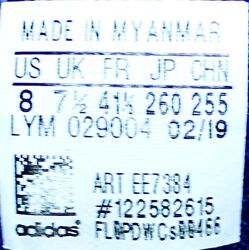 MADE IN MYANMAR
US UK FR JP CHN
8 7½ 41⅓ 260 255
LYM 029004 02/19
ART EE7384
#122582615
adidas